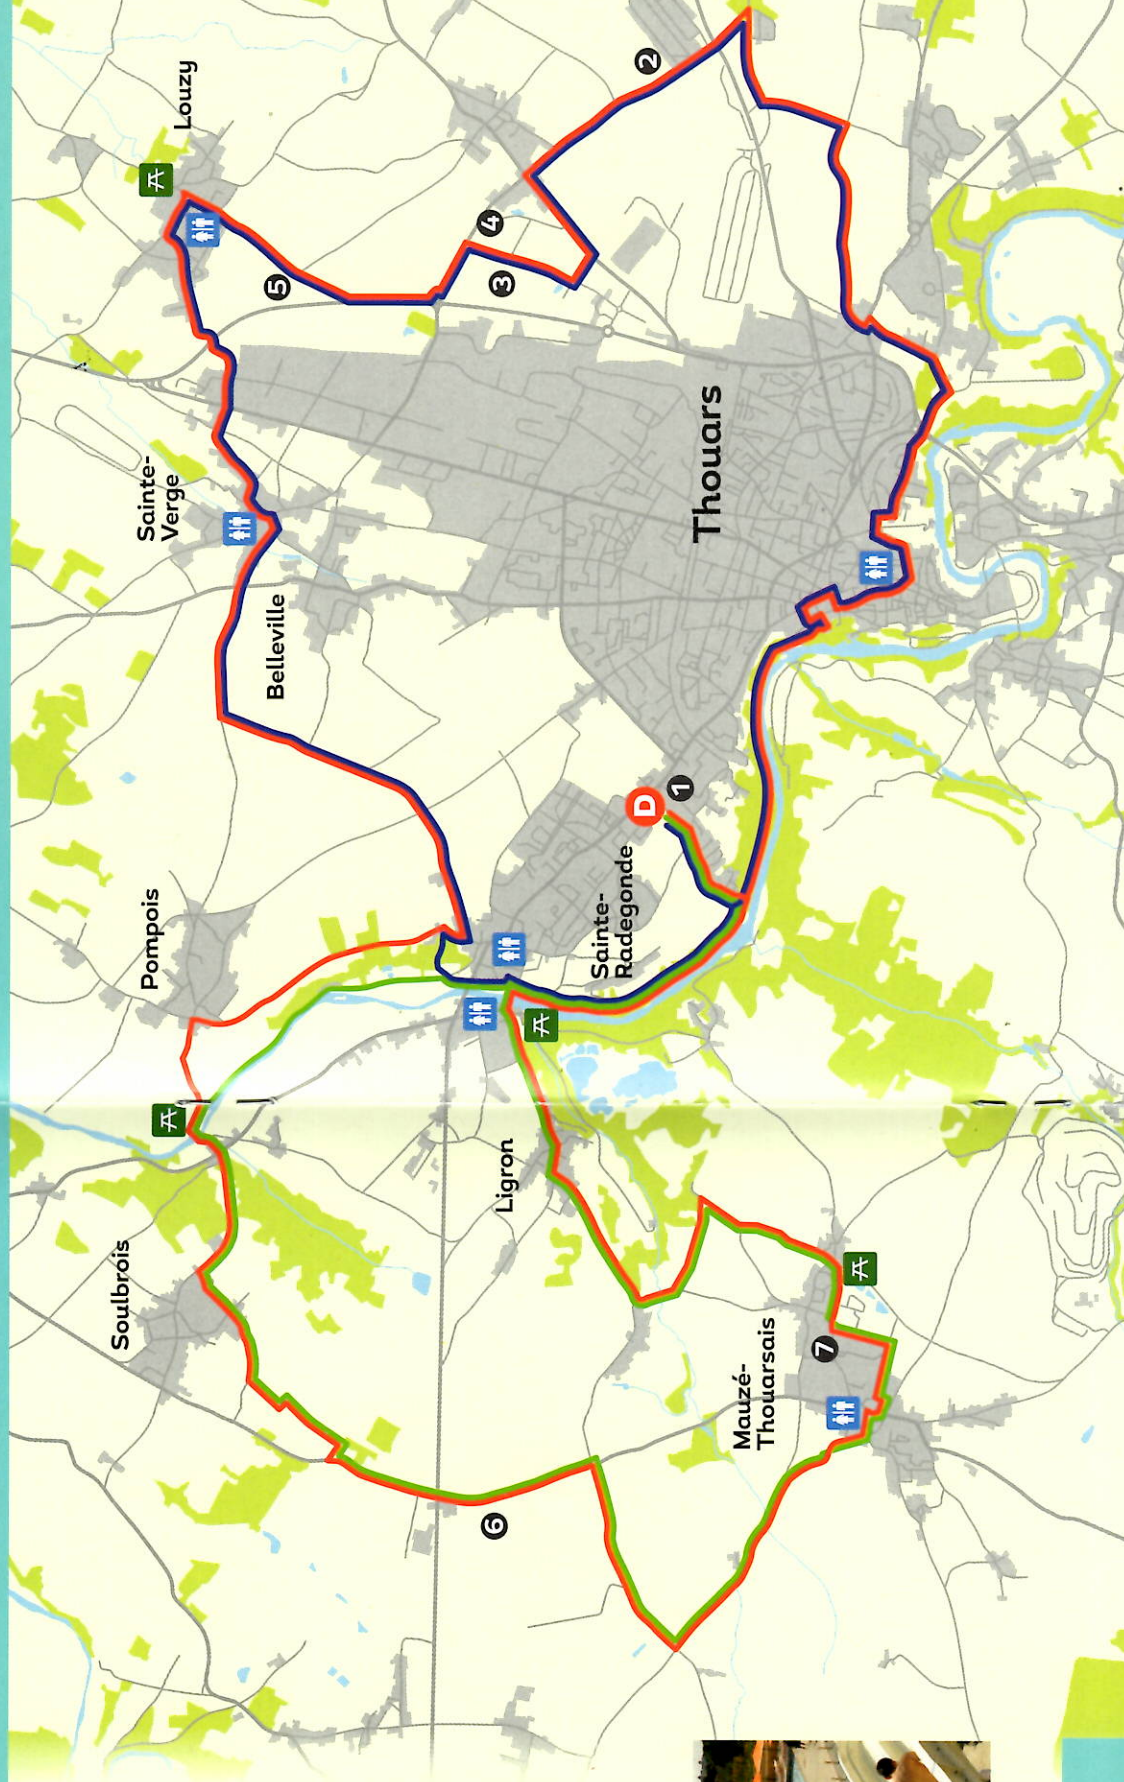 Soulbrois
Pompois
Belleville
Sainte-
Verge
Louzy
5
6
Ligron
3
4
Mauzé-
Thouarsais
7
Sainte-
Radegonde
D
1
Thouars
2